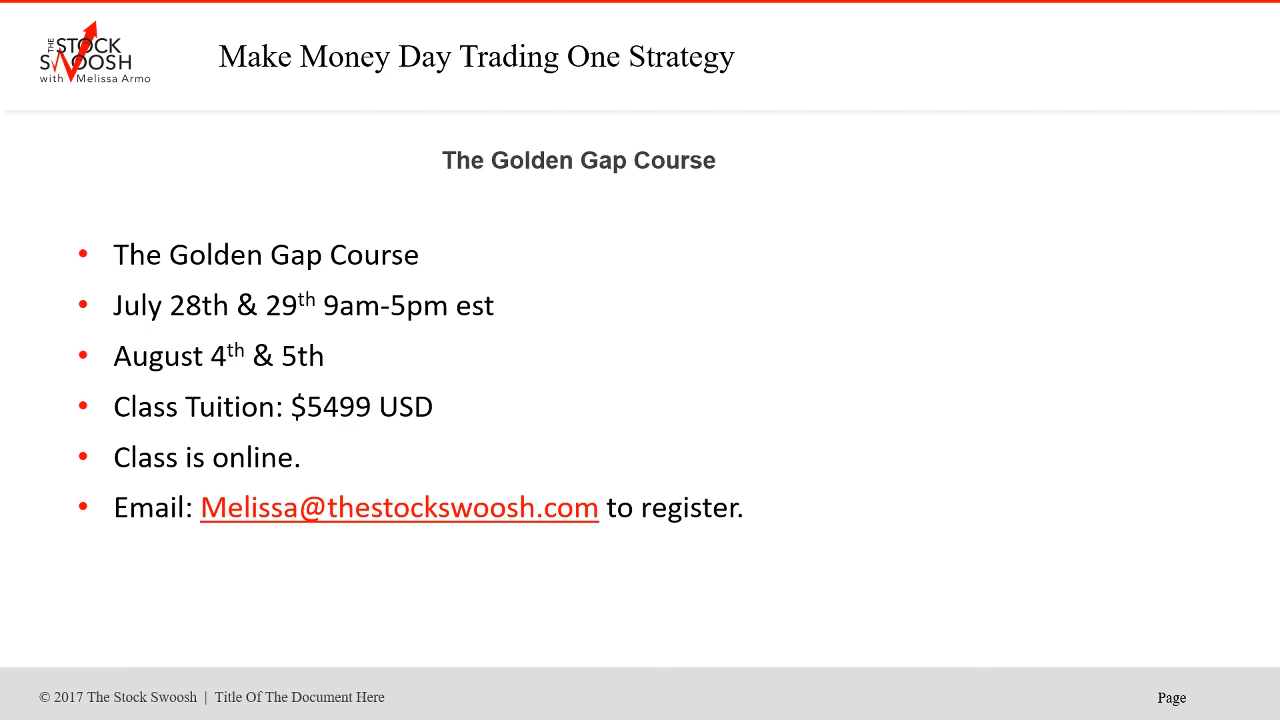 THE
STOCK
SWOOSH
with Melissa Armo
Make Money Day Trading One Strategy
The Golden Gap Course
• The Golden Gap Course
• July 28th & 29th 9am-5pm est
• August 4th & 5th
• Class Tuition: $5499 USD
• Class is online.
• Email: Melissa@thestockswoosh.com to register.
© 2017 The Stock Swoosh | Title Of The Document Here
Page